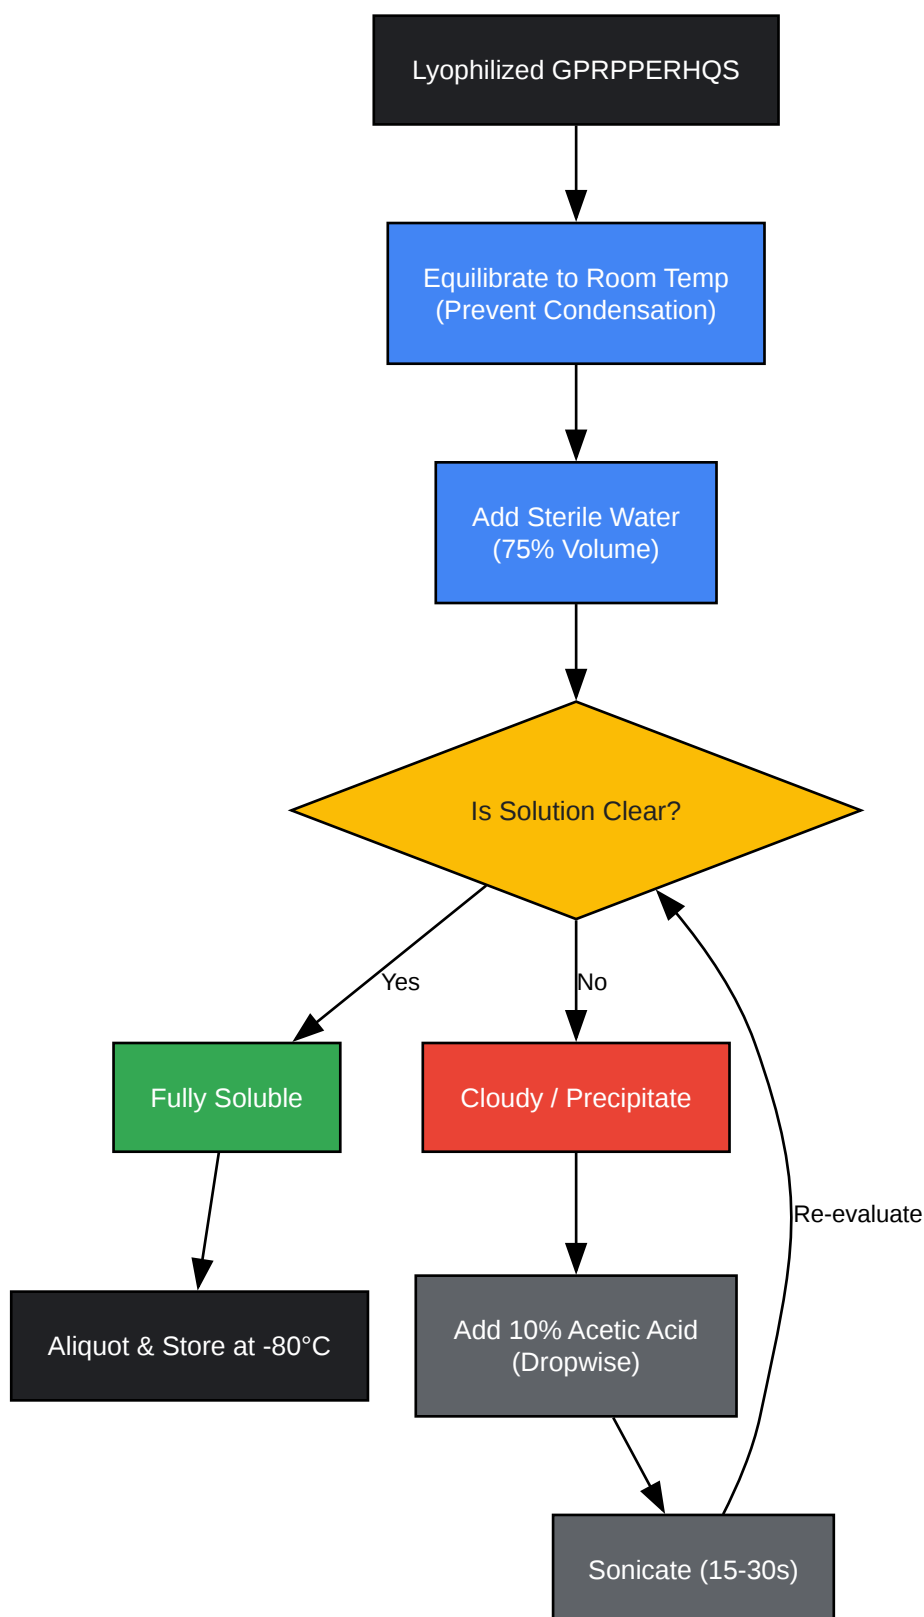 Lyophilized GPRPPERHQS
Equilibrate to Room Temp
(Prevent Condensation)
Add Sterile Water
(75% Volume)
Is Solution Clear?
Yes
No
Fully Soluble
Cloudy / Precipitate
Re-evaluate
Aliquot & Store at -80°C
Add 10% Acetic Acid
(Dropwise)
Sonicate (15-30s)